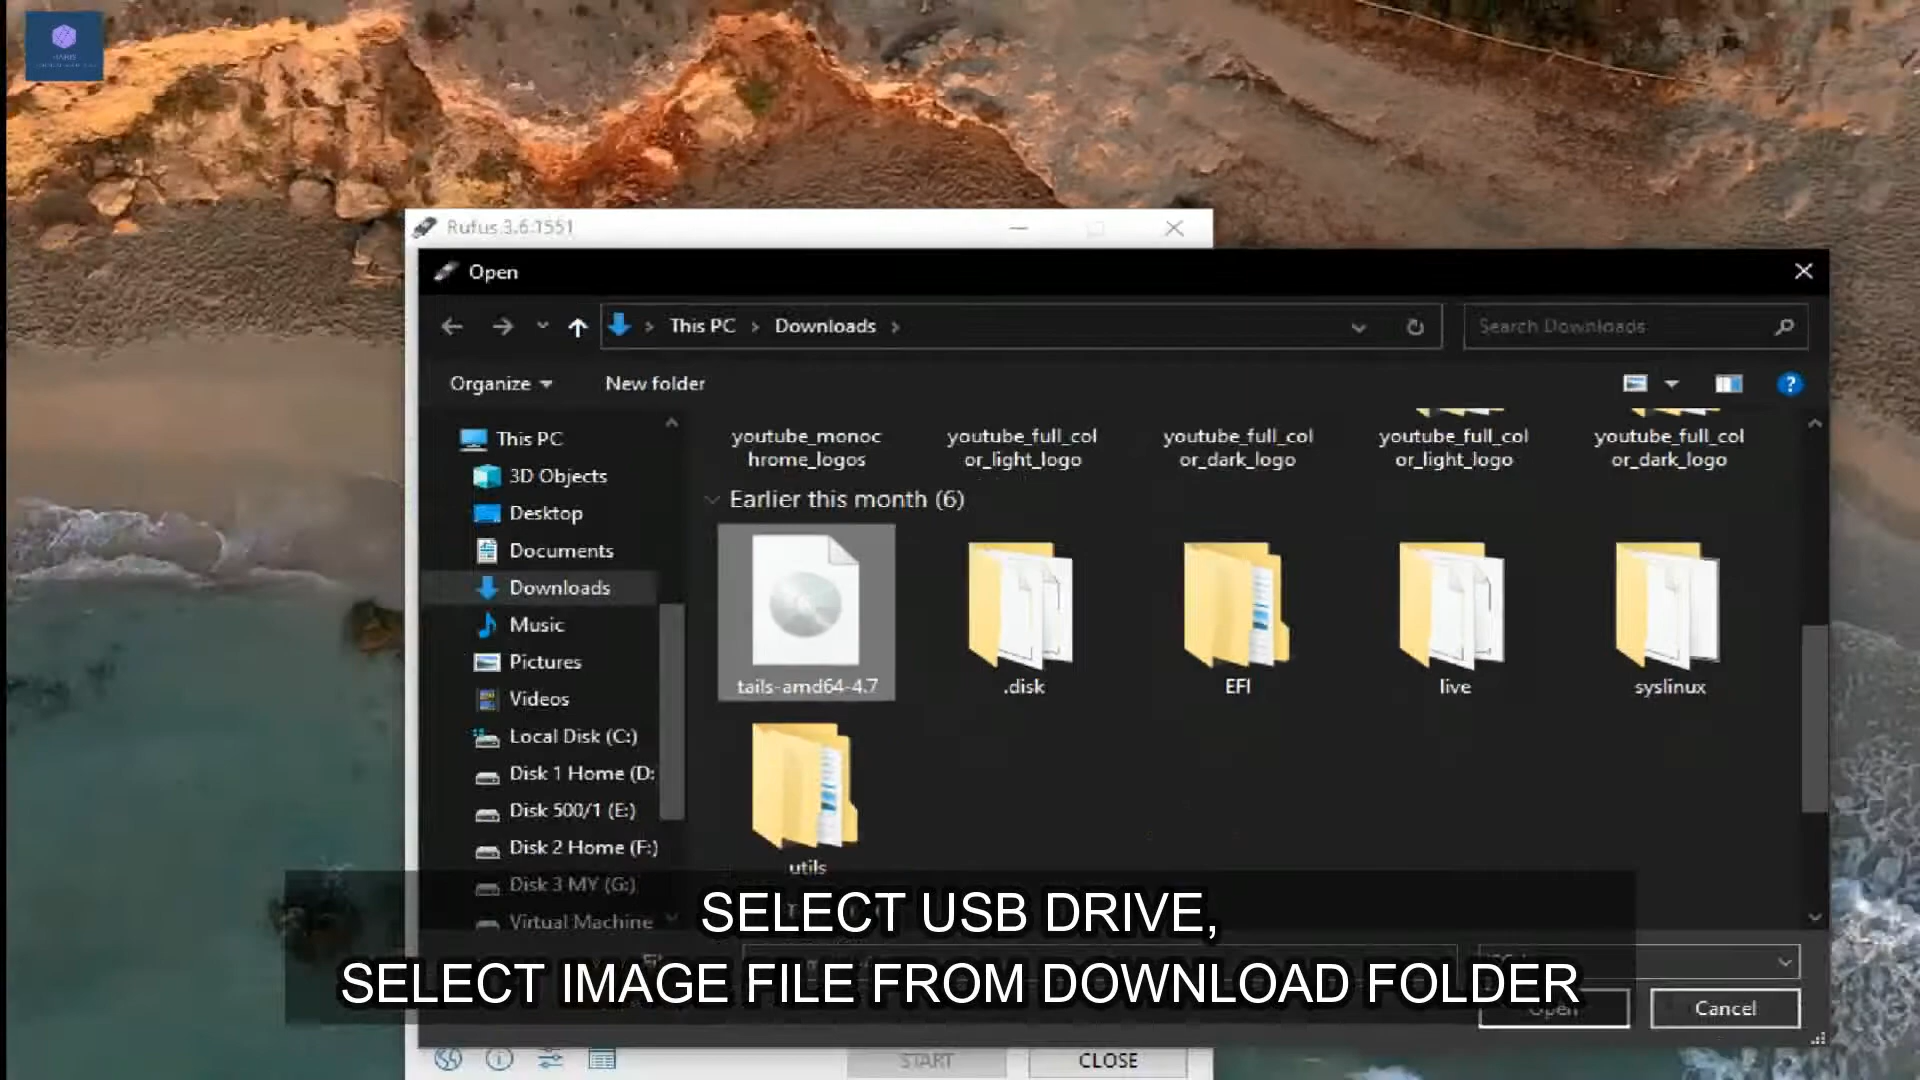 Rufus 3.6.1551
Open
This PC
Downloads
Search Downloads
Organize
New folder
This PC
3D Objects
Desktop
Documents
Downloads
Music
Pictures
Videos
Local Disk (C:)
Disk 1 Home (D:
Disk 500/1 (E:)
Disk 2 Home (F:)
Disk 3 MY (G:)
Virtual Machine
youtube_monoc
hrome_logos
youtube_full_col
or_light_logo
youtube_full_col
or_dark_logo
youtube_full_col
or_light_logo
youtube_full_col
or_dark_logo
Earlier this month (6)
tails-amd64-4.7
.disk
EFI
live
syslinux
utils
SELECT USB DRIVE,
SELECT IMAGE FILE FROM DOWNLOAD FOLDER
Open
Cancel
START
CLOSE